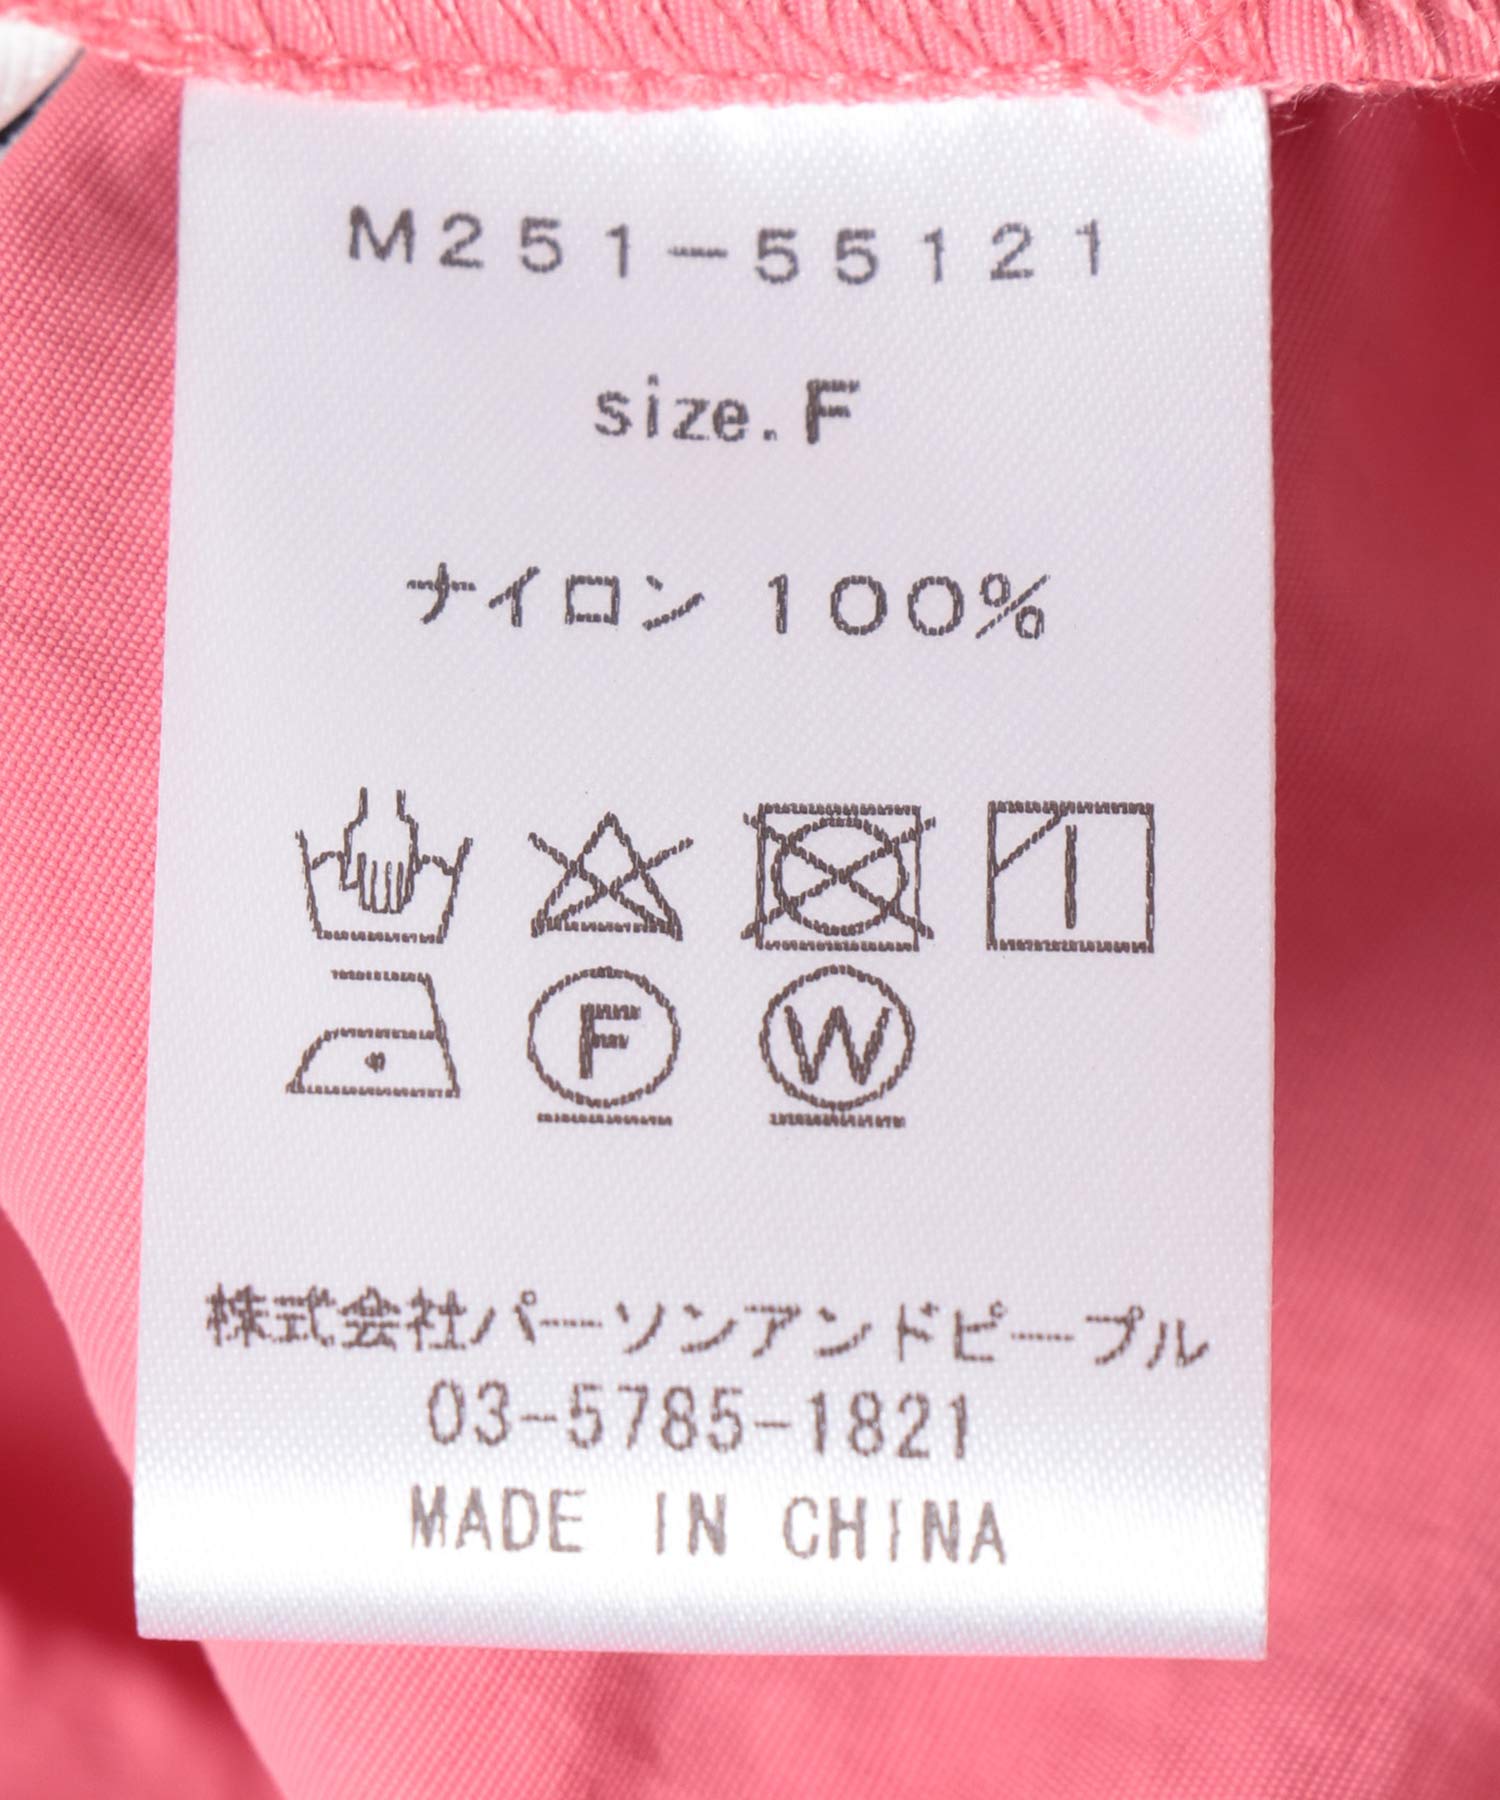 M251-55121
size.F
ナイロン 100%
F W
株式会社パーソンアンドピープル
03-5785-1821
MADE IN CHINA